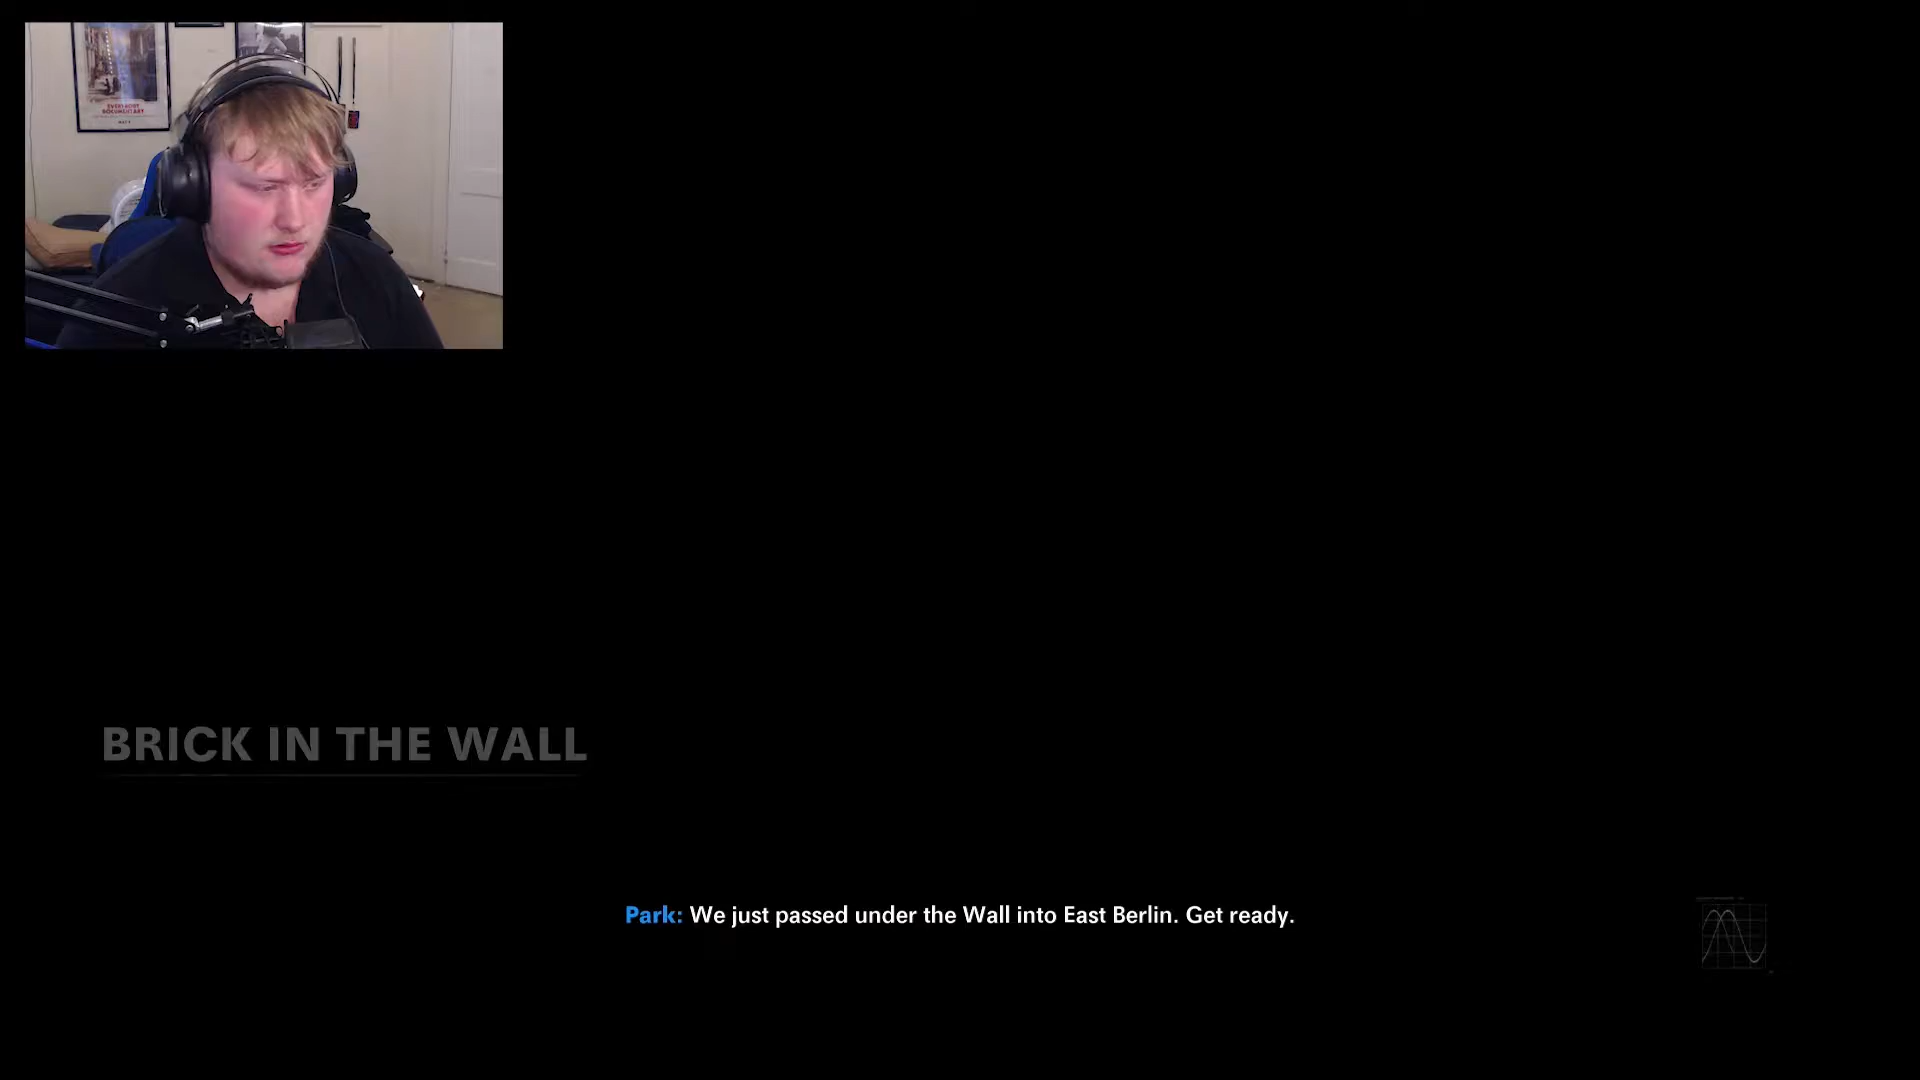 BRICK IN THE WALL
Park: We just passed under the Wall into East Berlin. Get ready.